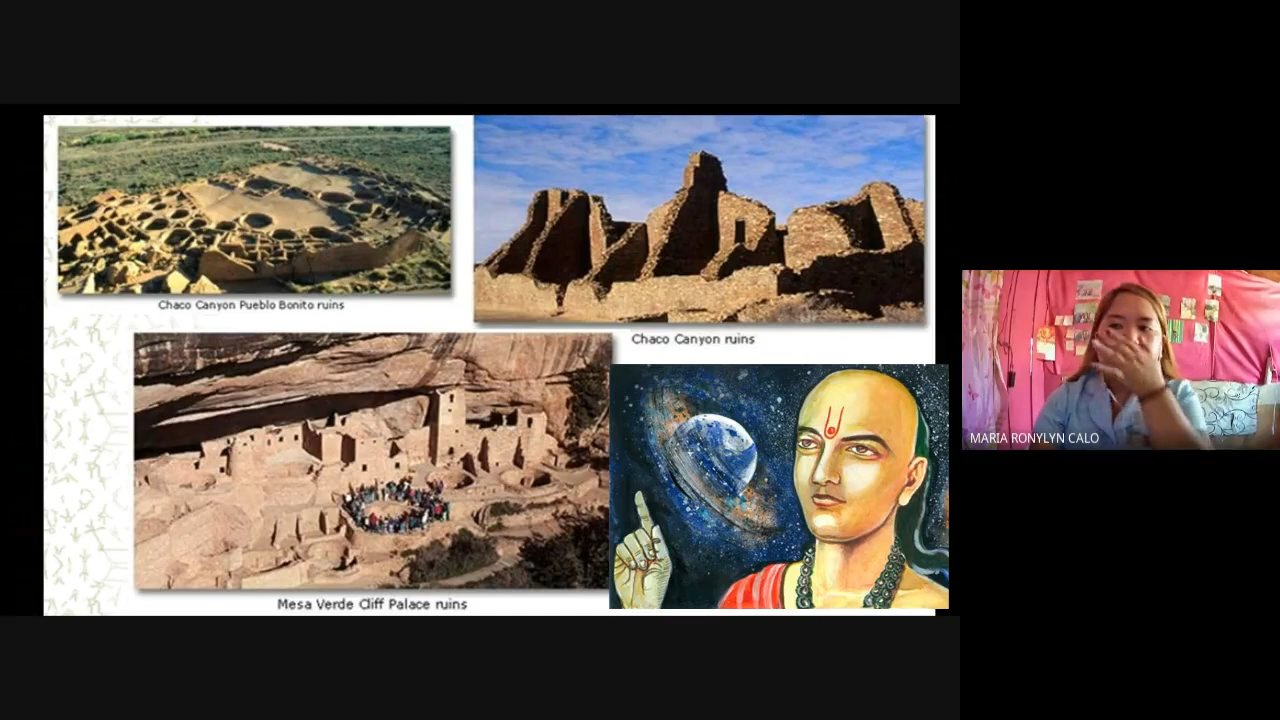 Chaco Canyon Pueblo Bonito ruins
Chaco Canyon ruins
Mesa Verde Cliff Palace ruins
MARIA RONYLYN CALO